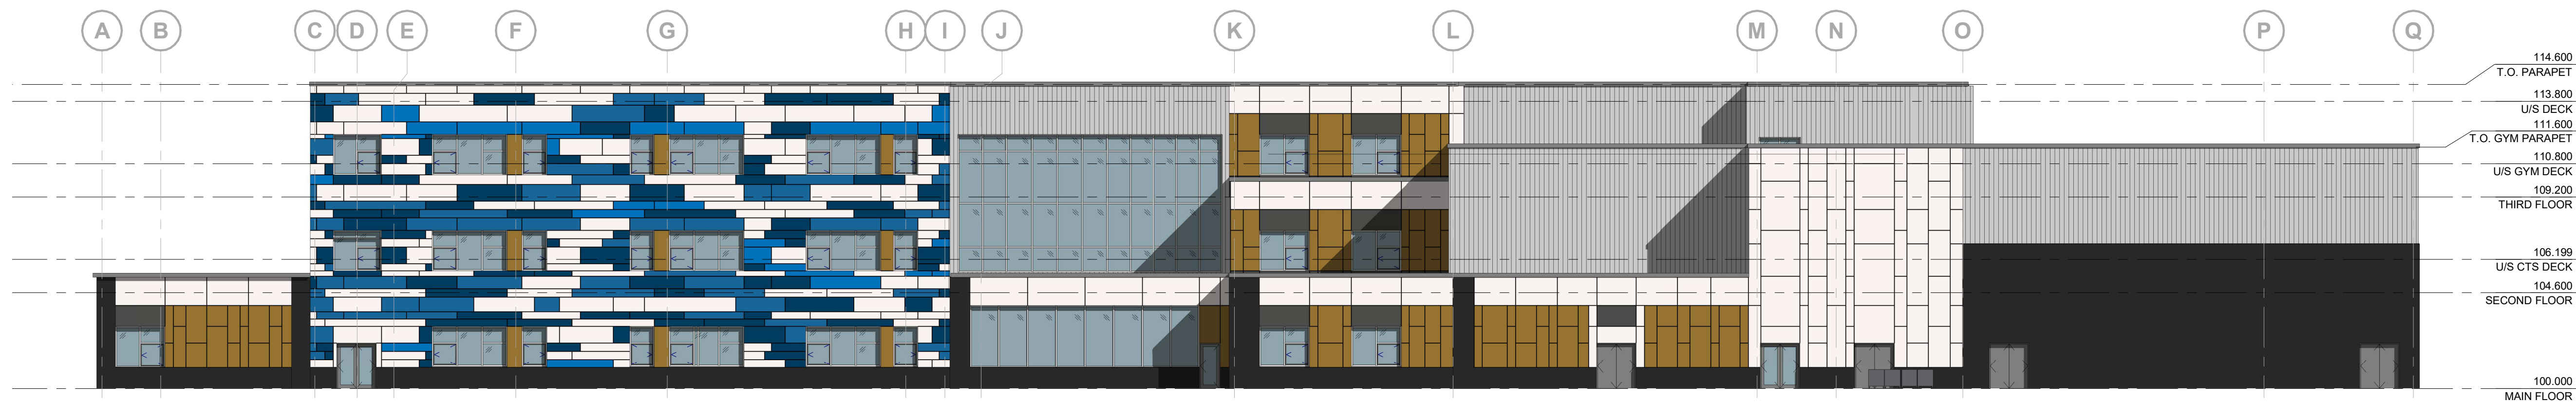 A B C D E F G H I J K L M N O P Q
114.600
T.O. PARAPET
113.800
U/S DECK
111.600
T.O. GYM PARAPET
110.800
U/S GYM DECK
109.200
THIRD FLOOR
106.199
U/S CTS DECK
104.600
SECOND FLOOR
100.000
MAIN FLOOR